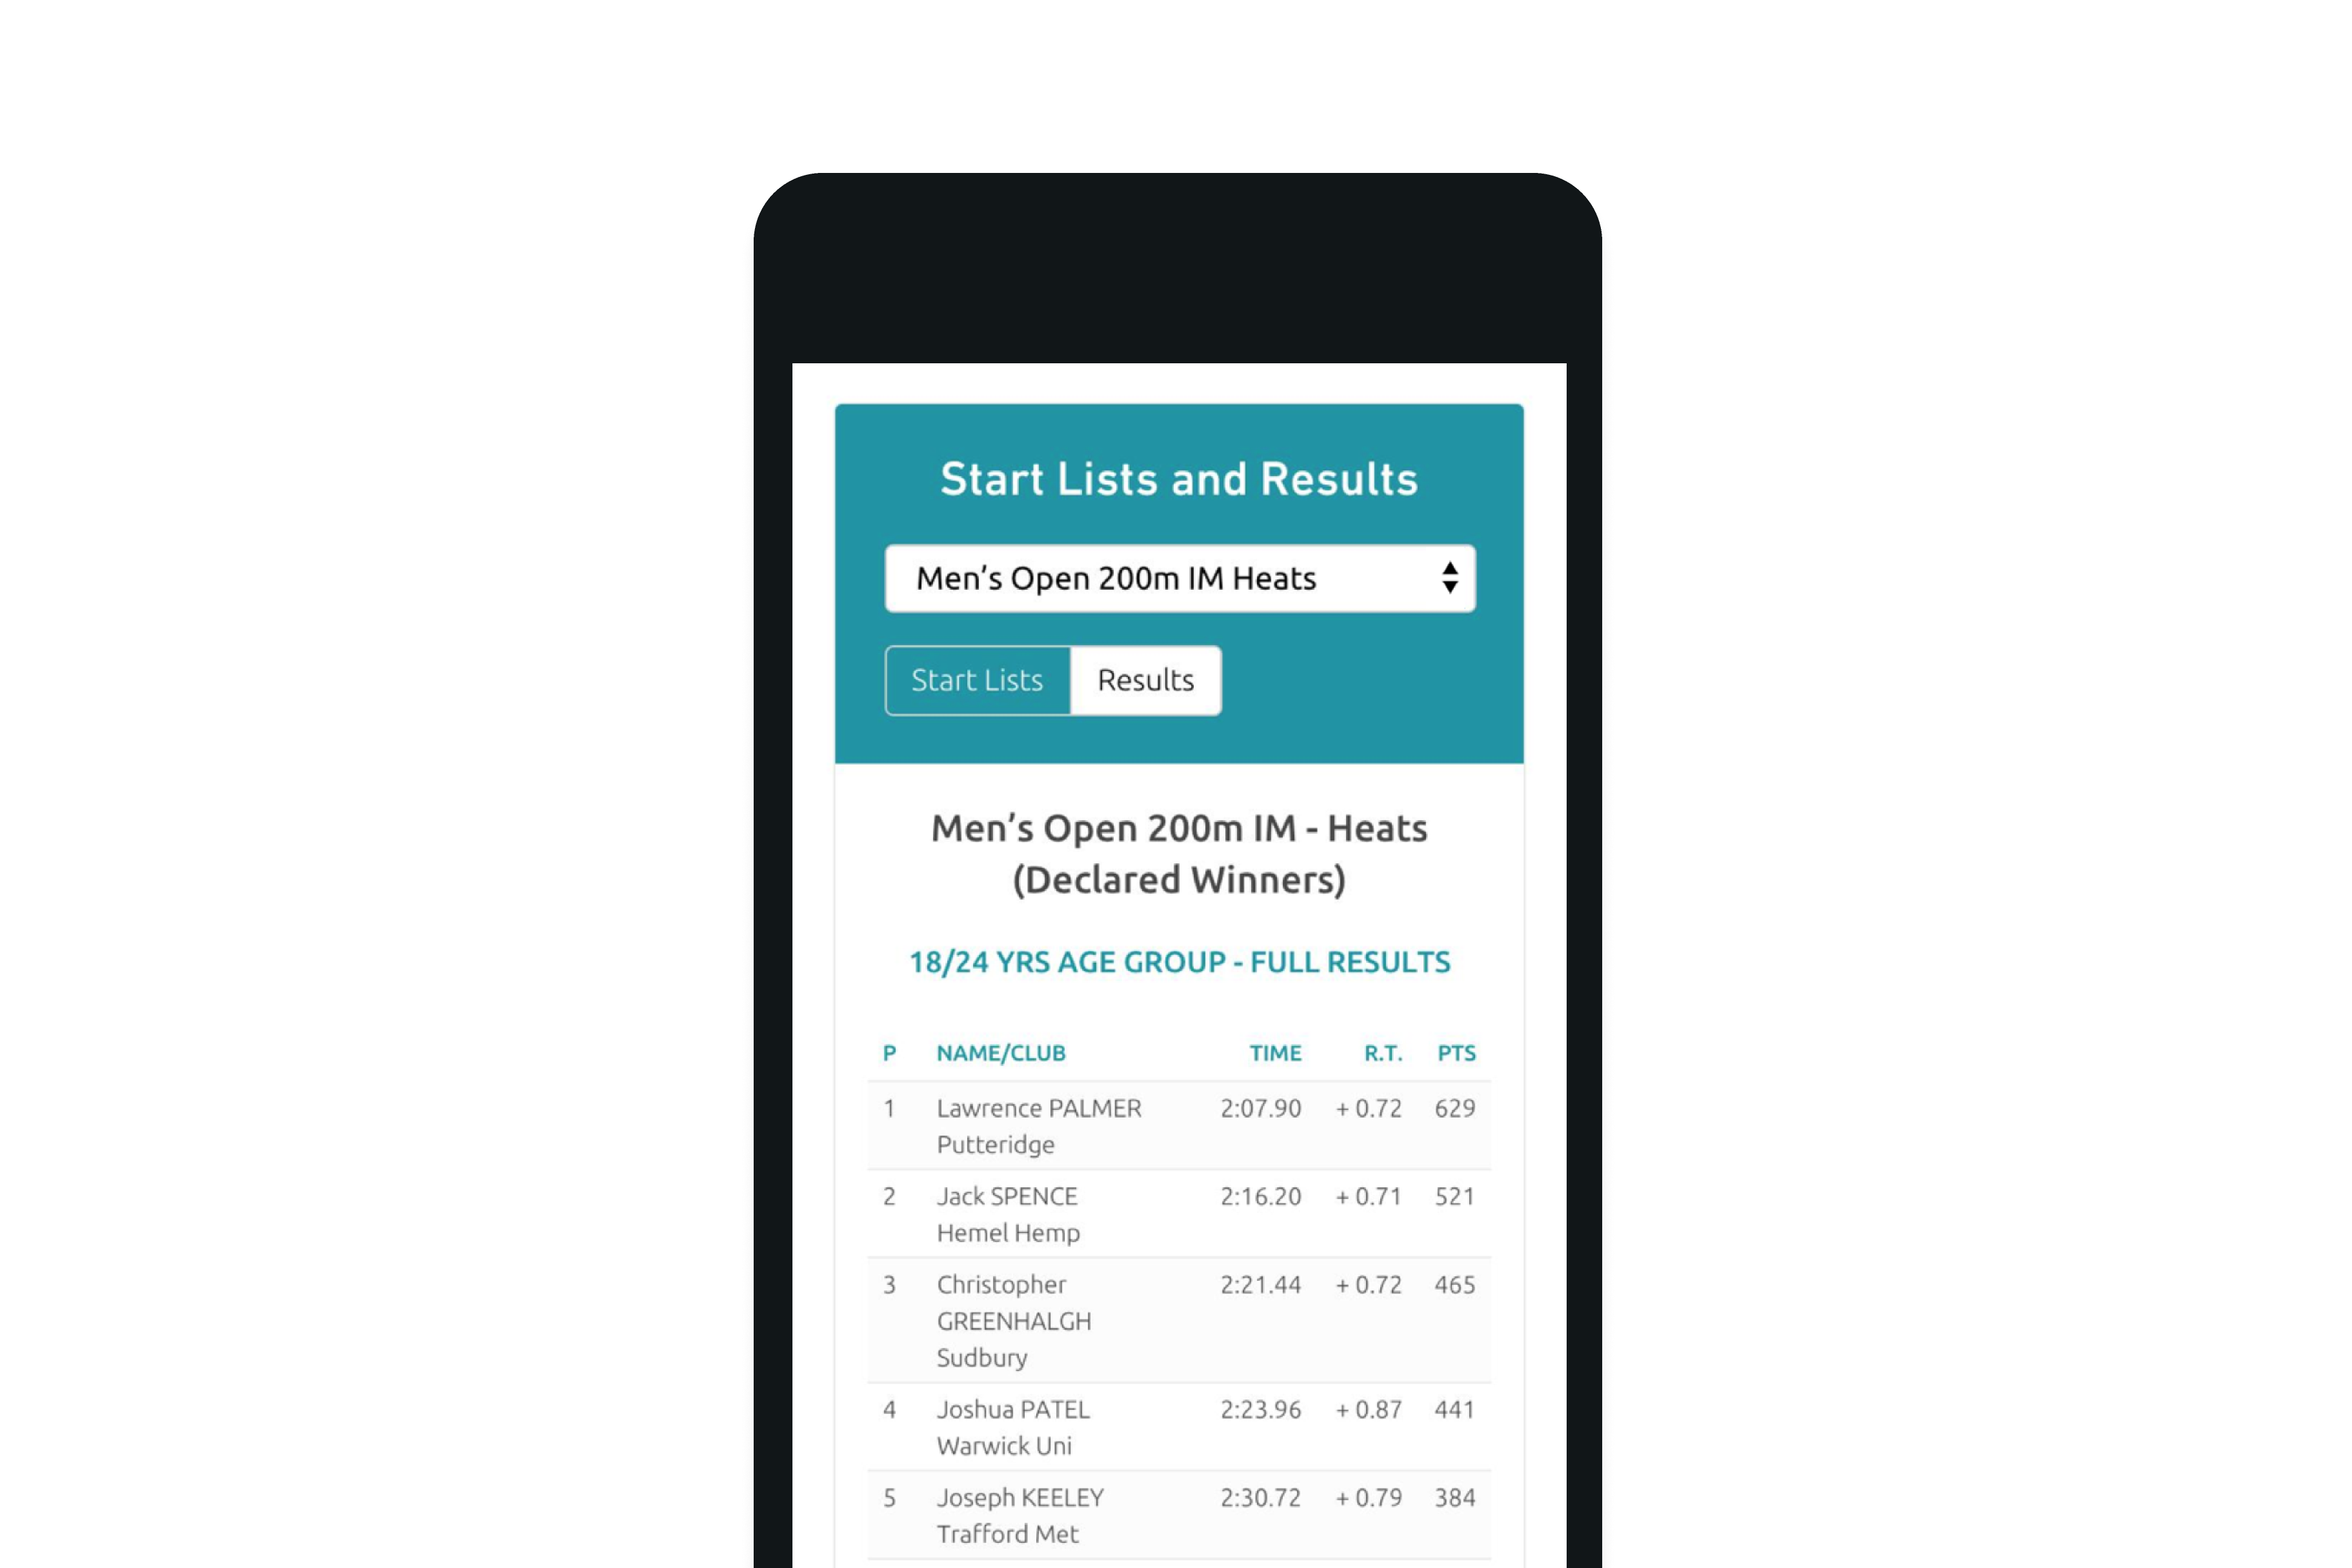 Start Lists and Results
Men’s Open 200m IM Heats
Start Lists Results
Men’s Open 200m IM - Heats
(Declared Winners)
18/24 YRS AGE GROUP - FULL RESULTS
P NAME/CLUB TIME R.T. PTS
1 Lawrence PALMER 2:07.90 + 0.72 629
Putteridge
2 Jack SPENCE 2:16.20 + 0.71 521
Hemel Hemp
3 Christopher 2:21.44 + 0.72 465
GREENHALGH
Sudbury
4 Joshua PATEL 2:23.96 + 0.87 441
Warwick Uni
5 Joseph KEELEY 2:30.72 + 0.79 384
Trafford Met